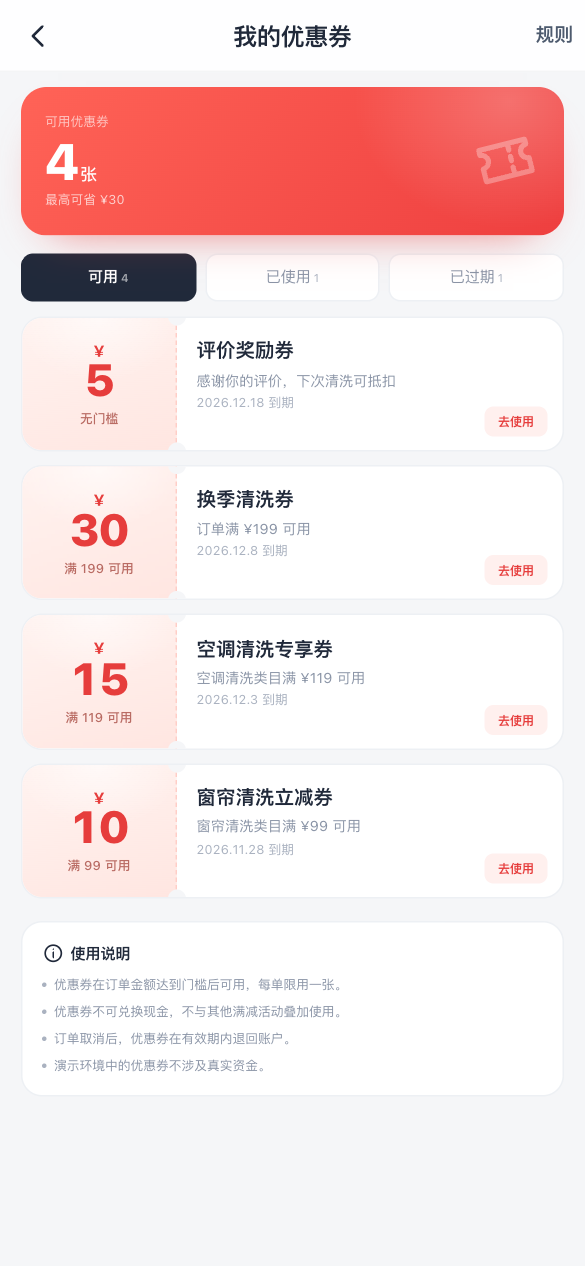 我的优惠券
规则
可用优惠券
4张
最高可省 ¥30
可用 4
已使用 1
已过期 1
¥
5
无门槛
评价奖励券
感谢你的评价，下次清洗可抵扣
2026.12.18 到期
去使用
¥
30
满 199 可用
换季清洗券
订单满 ¥199 可用
2026.12.8 到期
去使用
¥
15
满 119 可用
空调清洗专享券
空调清洗类目满 ¥119 可用
2026.12.3 到期
去使用
¥
10
满 99 可用
窗帘清洗立减券
窗帘清洗类目满 ¥99 可用
2026.11.28 到期
去使用
使用说明
优惠券在订单金额达到门槛后可用，每单限用一张。
优惠券不可兑换现金，不与其他满减活动叠加使用。
订单取消后，优惠券在有效期内退回账户。
演示环境中的优惠券不涉及真实资金。